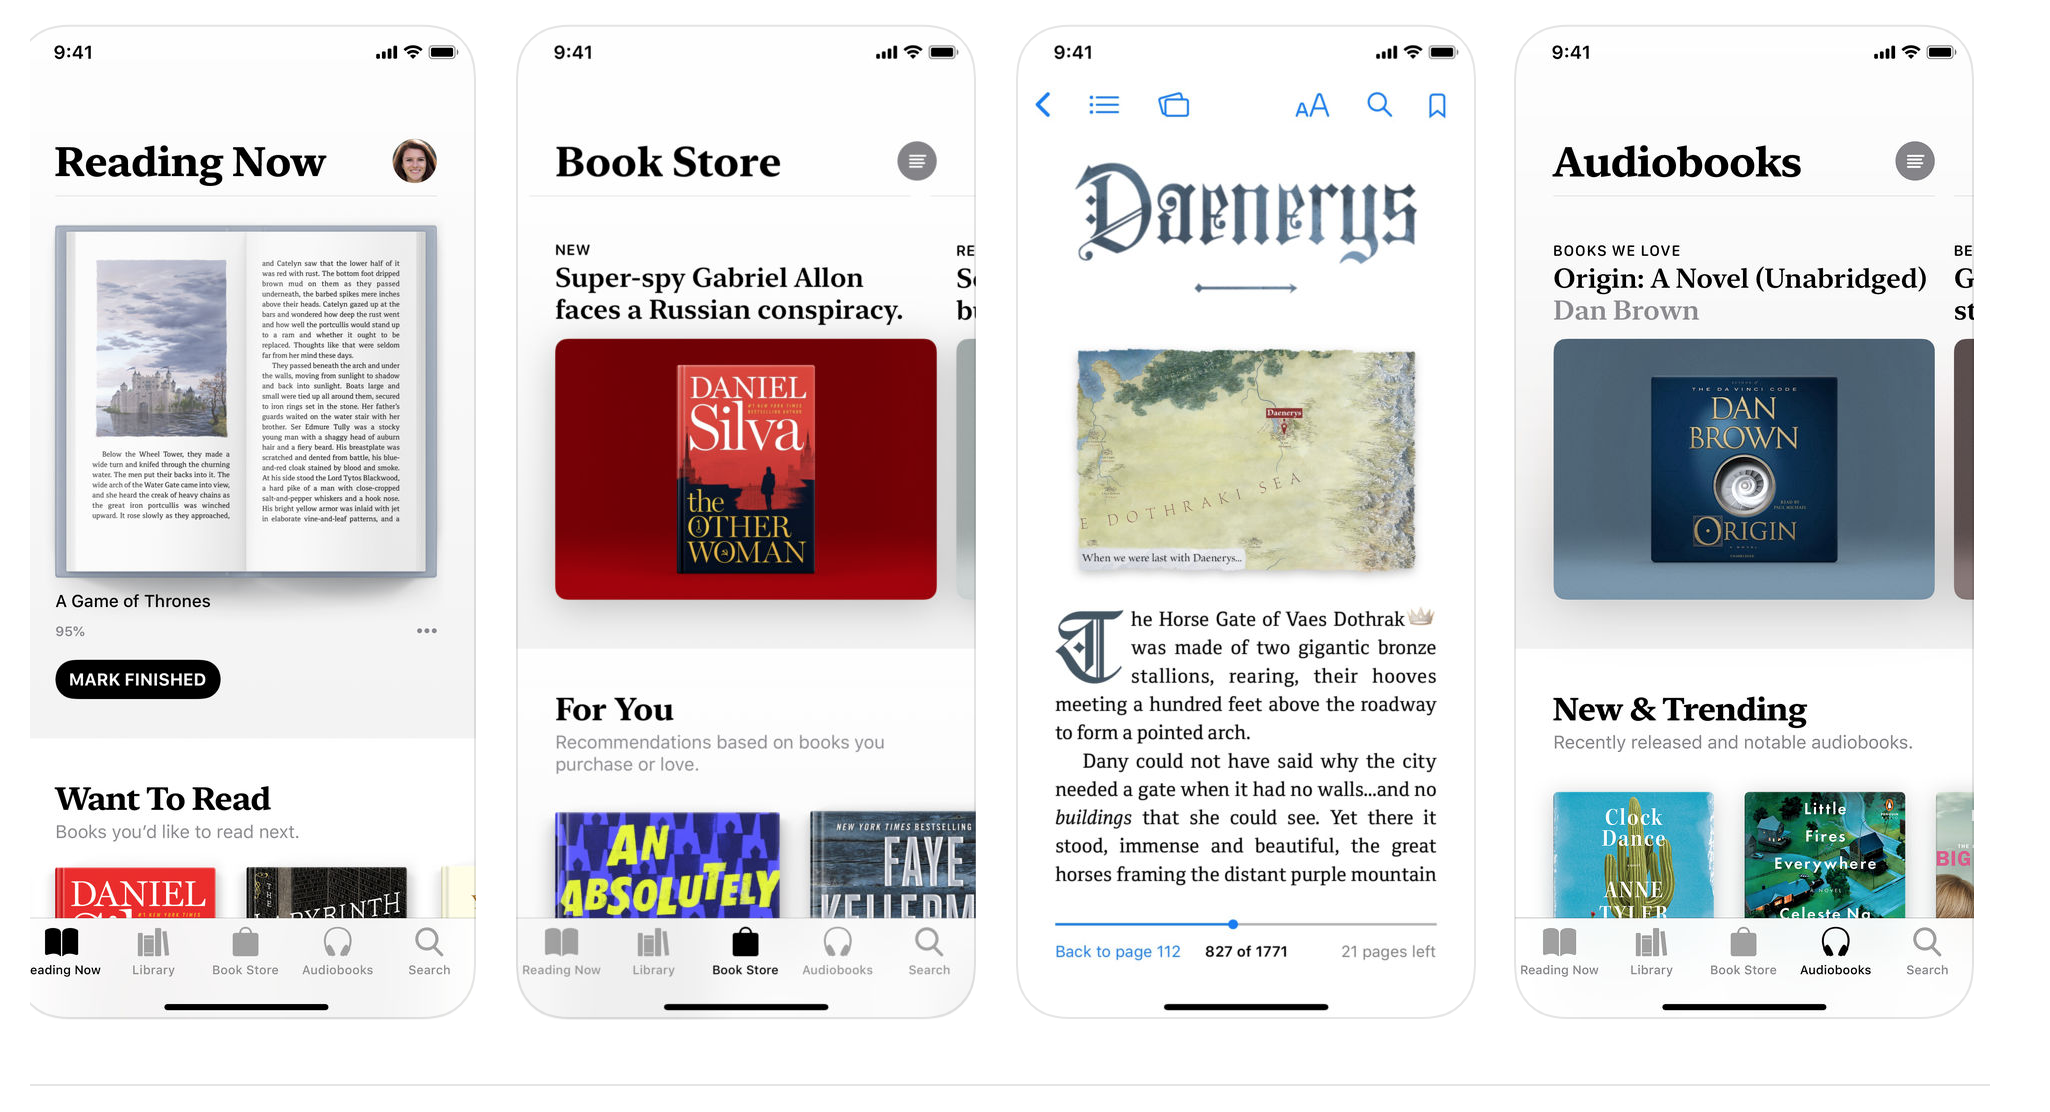 9:41
Reading Now
Below the Wheel Tower, they made a
wide turn and knifed through the churning
water. The men put their backs into it. The
wide arch of the Water Gate came into view,
and she heard the creak of heavy chains as
the great iron portcullis was winched
upward. It rose slowly as they approached,
and Catelyn saw that the lower half of it
was red with rust. The bottom foot dripped
brown mud on them as they passed
underneath, the barbed spikes mere inches
above their heads. Catelyn gazed up at the
bars and wondered how deep the rust went
and how well the portcullis would stand up
to a ram and whether it ought to be
replaced. Thoughts like that were seldom
far from her mind these days.
They passed beneath the arch and under
the walls, moving from sunlight to shadow
and back into sunlight. Boats large and
small were tied up all around them, secured
to iron rings set in the stone. Her father's
guards waited on the water stair with her
brother. Ser Edmure Tully was a stocky
young man with a shaggy head of auburn
hair and a fiery beard. His breastplate was
scratched and dented from battle, his blue-
and-red cloak stained by blood and smoke.
At his side stood the Lord Tytos Blackwood,
a hard pike of a man with close-cropped
salt-and-pepper whiskers and a hook nose.
His bright yellow armor was inlaid with jet
in elaborate vine-and-leaf patterns, and a
A Game of Thrones
95%
MARK FINISHED
Want To Read
Books you'd like to read next.
DANIEL
#1 NEW YORK TIMES
THE
LABYRINTH
eading Now
Library
Book Store
Audiobooks
Search
9:41
Book Store
NEW
Super-spy Gabriel Allon
faces a Russian conspiracy.
RE
DANIEL
#1 NEW YORK TIMES
BESTSELLING AUTHOR
Silva
the
OTHER
WOMAN
For You
Recommendations based on books you
purchase or love.
AN
ABSOLUTELY
NEW YORK TIMES BESTSELLING
FAYE
KELLERM
Reading Now
Library
Book Store
Audiobooks
Search
9:41
AA
Daenerys
Daenerys
E DOTHRAKI SEA
When we were last with Daenerys...
The Horse Gate of Vaes Dothrak
was made of two gigantic bronze
stallions, rearing, their hooves
meeting a hundred feet above the roadway
to form a pointed arch.
Dany could not have said why the city
needed a gate when it had no walls...and no
buildings that she could see. Yet there it
stood, immense and beautiful, the great
horses framing the distant purple mountain
Back to page 112
827 of 1771
21 pages left
9:41
Audiobooks
BOOKS WE LOVE
Origin: A Novel (Unabridged)
Dan Brown
BE
G
st
THE DA VINCI CODE
DAN
BROWN
READ BY
PAUL MICHAEL
ORIGIN
A NOVEL
UNABRIDGED
New & Trending
Recently released and notable audiobooks.
Clock
Dance
ANNE
TYLER
Little
Fires
Everywhere
A NOVEL
Celeste Ng
THE
BIG
Reading Now
Library
Book Store
Audiobooks
Search